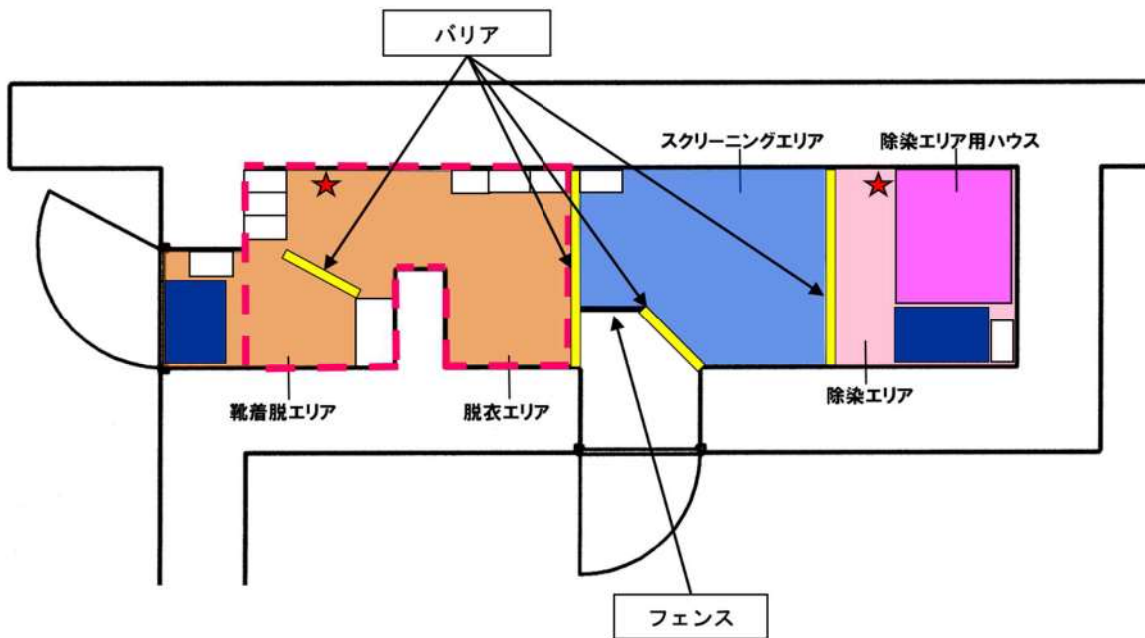 バリア
スクリーニングエリア
除染エリア用ハウス
靴着脱エリア
脱衣エリア
除染エリア
フェンス